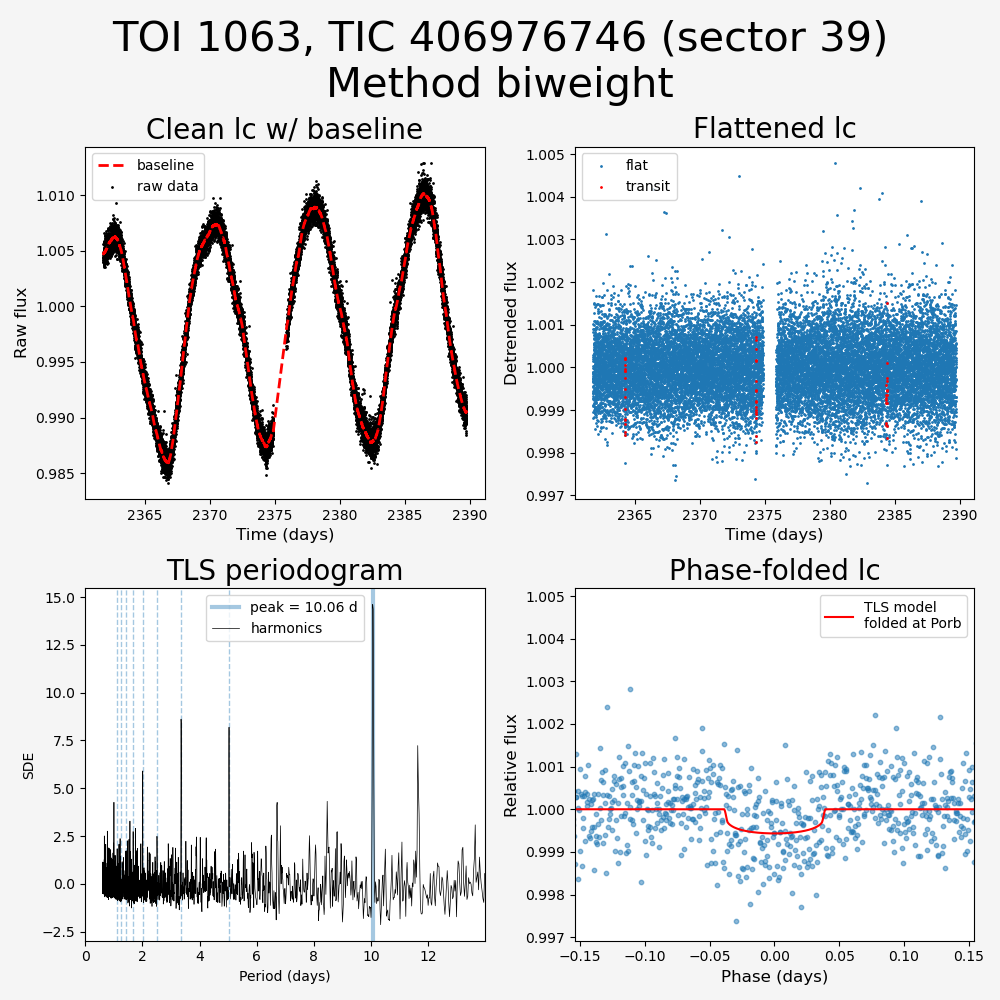 TOI 1063, TIC 406976746 (sector 39)
Method biweight
Clean lc w/ baseline
baseline
raw data
Raw flux
1.010
1.005
1.000
0.995
0.990
0.985
2365 2370 2375 2380 2385 2390
Time (days)
Flattened lc
flat
transit
Detrended flux
1.005
1.004
1.003
1.002
1.001
1.000
0.999
0.998
0.997
2365 2370 2375 2380 2385 2390
Time (days)
TLS periodogram
peak = 10.06 d
harmonics
SDE
15.0
12.5
10.0
7.5
5.0
2.5
0.0
−2.5
0 2 4 6 8 10 12
Period (days)
Phase-folded lc
TLS model
folded at Porb
Relative flux
1.005
1.004
1.003
1.002
1.001
1.000
0.999
0.998
0.997
−0.15 −0.10 −0.05 0.00 0.05 0.10 0.15
Phase (days)